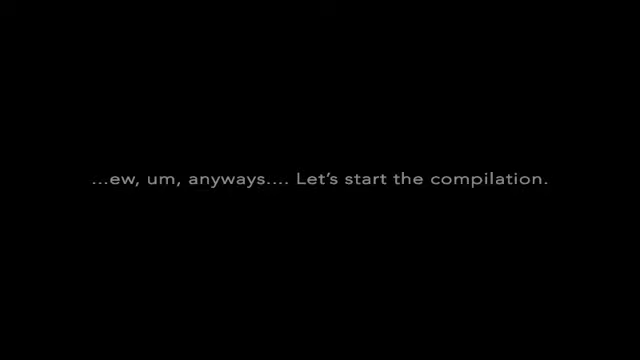 ...ew, um, anyways.... Let's start the compilation.